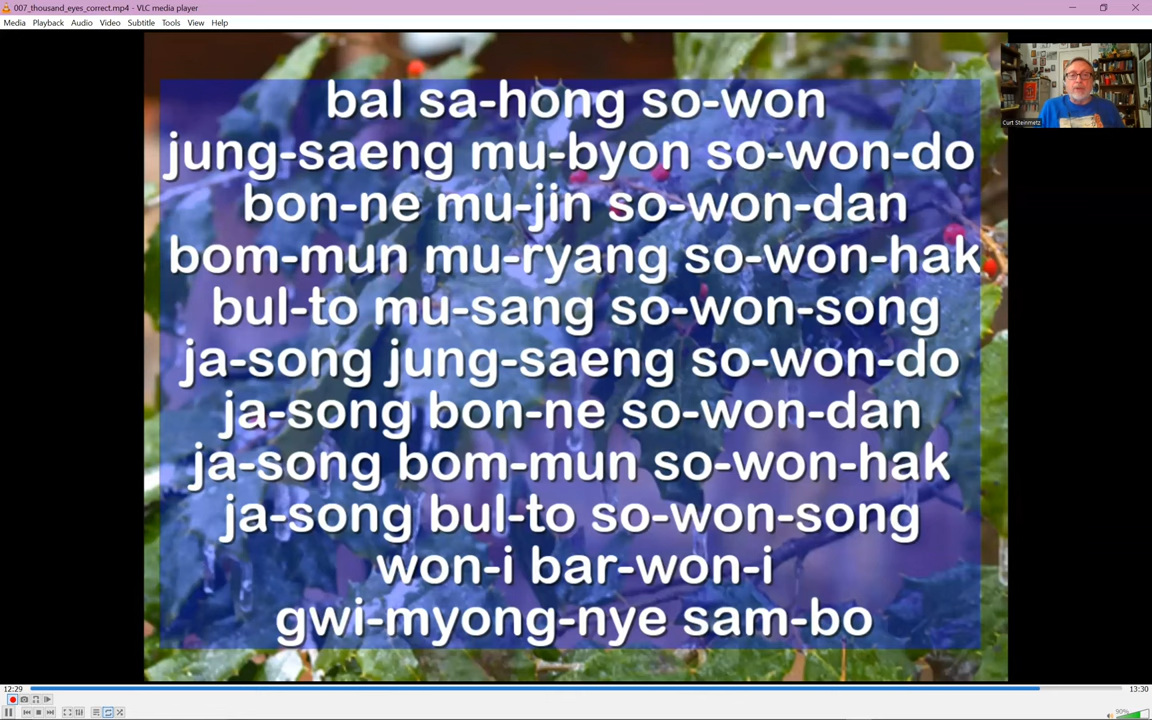 007_thousand_eyes_correct.mp4 - VLC media player
Media Playback Audio Video Subtitle Tools View Help
bal sa-hong so-won
jung-saeng mu-byon so-won-do
bon-ne mu-jin so-won-dan
bom-mun mu-ryang so-won-hak
bul-to mu-sang so-won-song
ja-song jung-saeng so-won-do
ja-song bon-ne so-won-dan
ja-song bom-mun so-won-hak
ja-song bul-to so-won-song
won-i bar-won-i
gwi-myong-nye sam-bo
Curt Steinmetz
12:29
13:30
90%